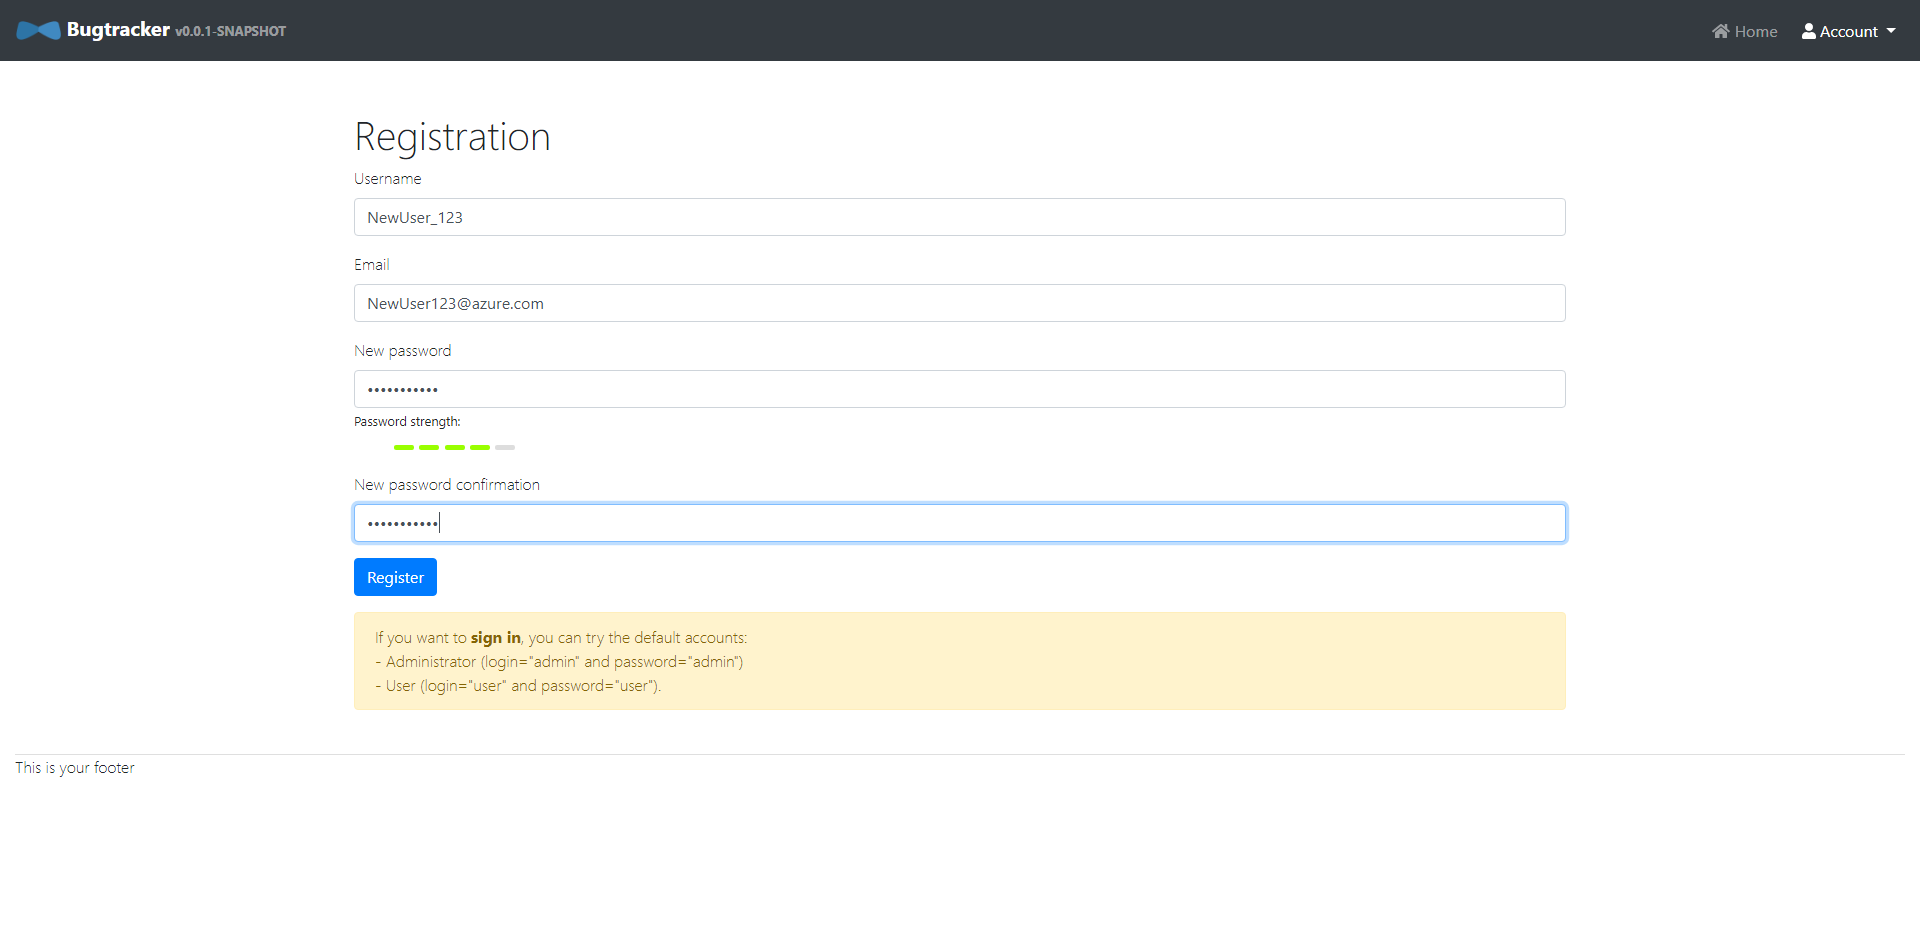 Bugtracker v0.0.1-SNAPSHOT
Home
Account
Registration
Username
NewUser_123
Email
NewUser123@azure.com
New password
•••••••••••
Password strength:
New password confirmation
•••••••••••
Register
If you want to sign in, you can try the default accounts:
- Administrator (login="admin" and password="admin")
- User (login="user" and password="user").
This is your footer